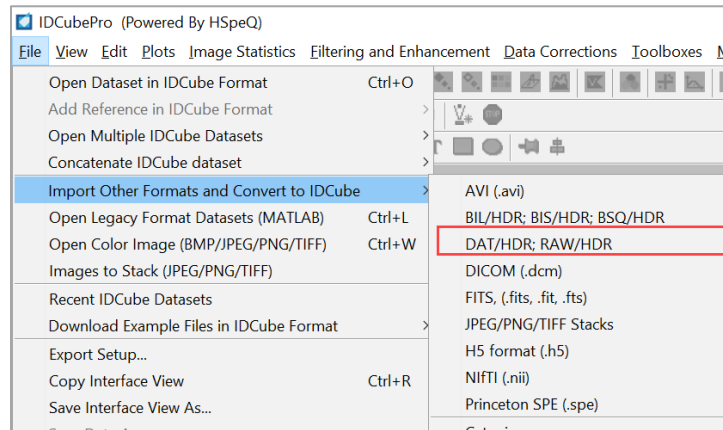 IDCubePro (Powered By HSpeQ)
File View Edit Plots Image Statistics Filtering and Enhancement Data Corrections Toolboxes
Open Dataset in IDCube Format Ctrl+O
Add Reference in IDCube Format
Open Multiple IDCube Datasets
Concatenate IDCube dataset
Import Other Formats and Convert to IDCube
Open Legacy Format Datasets (MATLAB) Ctrl+L
Open Color Image (BMP/JPEG/PNG/TIFF) Ctrl+W
Images to Stack (JPEG/PNG/TIFF)
Recent IDCube Datasets
Download Example Files in IDCube Format
Export Setup...
Copy Interface View Ctrl+R
Save Interface View As...
AVI (.avi)
BIL/HDR; BIS/HDR; BSQ/HDR
DAT/HDR; RAW/HDR
DICOM (.dcm)
FITS, (.fits, .fit, .fts)
JPEG/PNG/TIFF Stacks
H5 format (.h5)
NIfTI (.nii)
Princeton SPE (.spe)